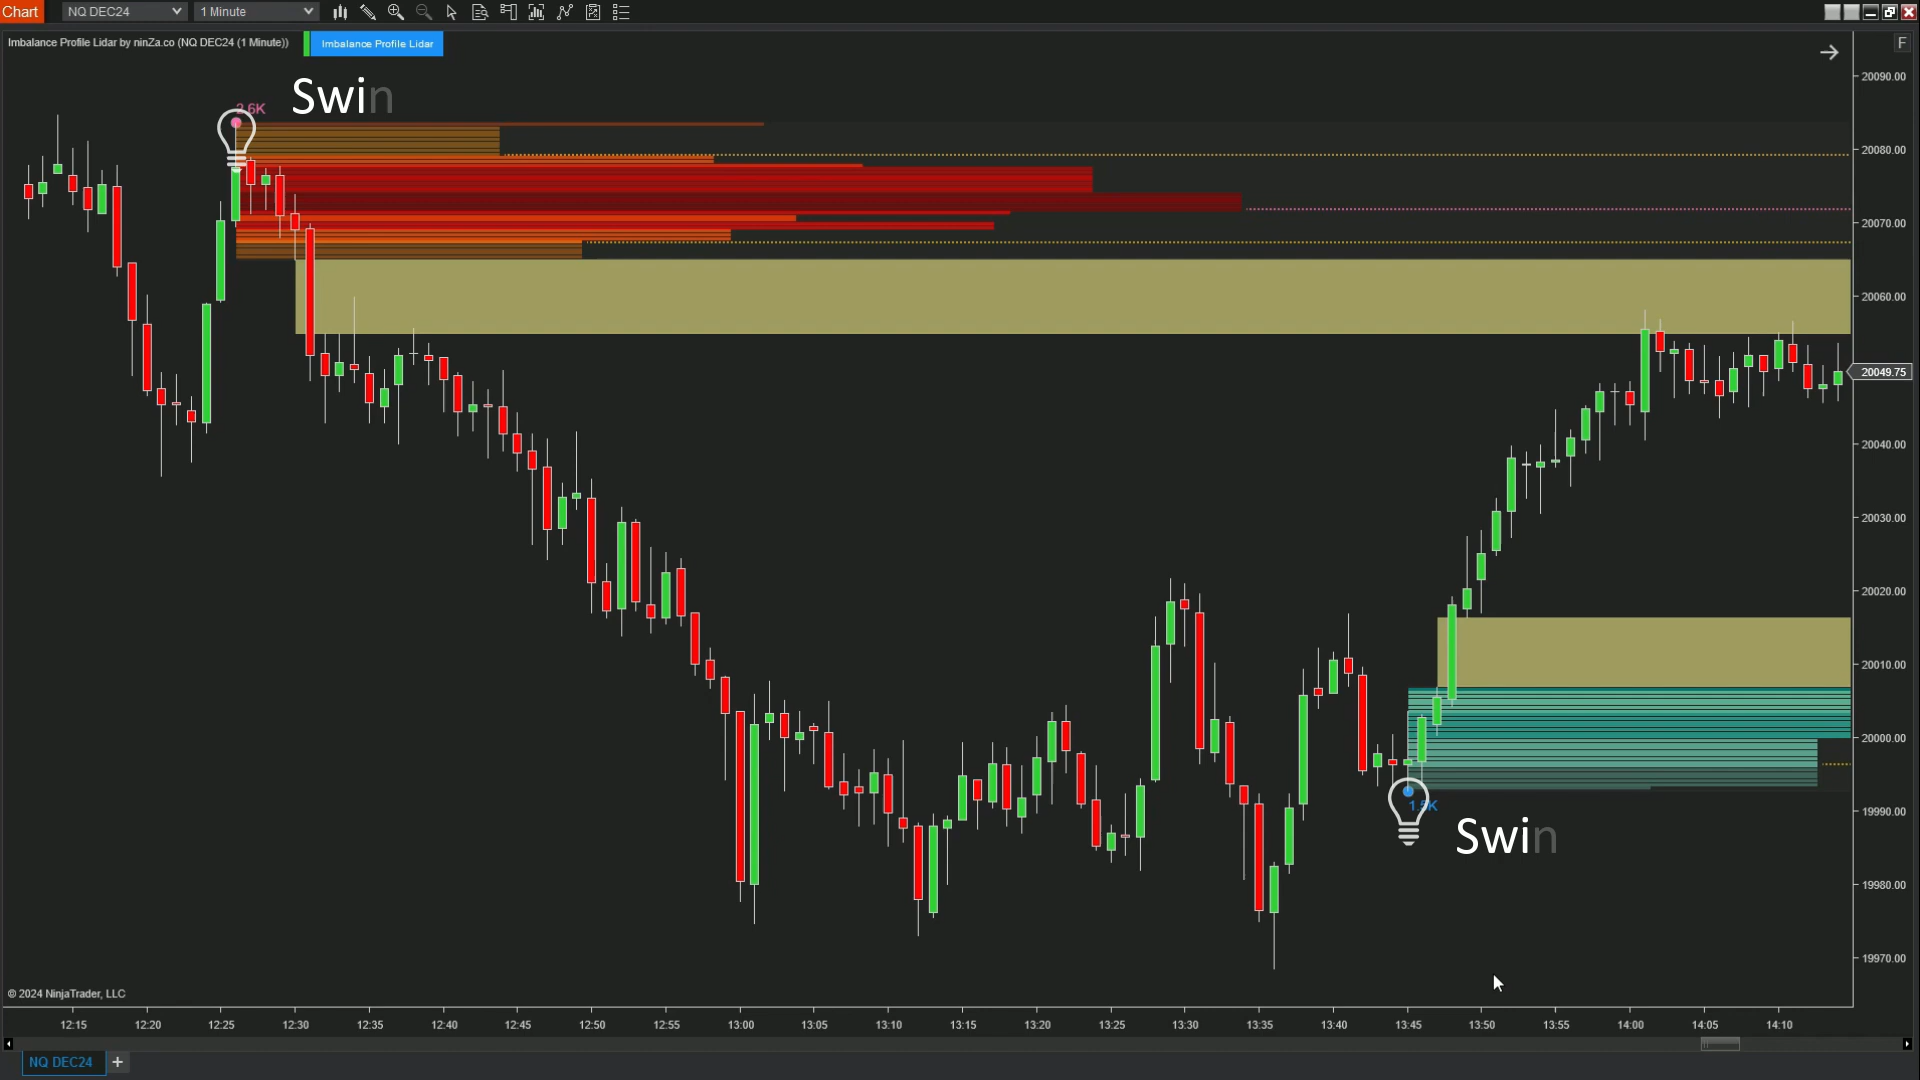 Chart NQ DEC24 1 Minute
Imbalance Profile Lidar by ninZa.co (NQ DEC24 (1 Minute)) Imbalance Profile Lidar
F
20090.00
Swin
2.6K
20080.00
20070.00
20060.00
20049.75
20040.00
20030.00
20020.00
20010.00
20000.00
19990.00
1.5K
Swin
19980.00
19970.00
© 2024 NinjaTrader, LLC
12:15 12:20 12:25 12:30 12:35 12:40 12:45 12:50 12:55 13:00 13:05 13:10 13:15 13:20 13:25 13:30 13:35 13:40 13:45 13:50 13:55 14:00 14:05 14:10
NQ DEC24 +